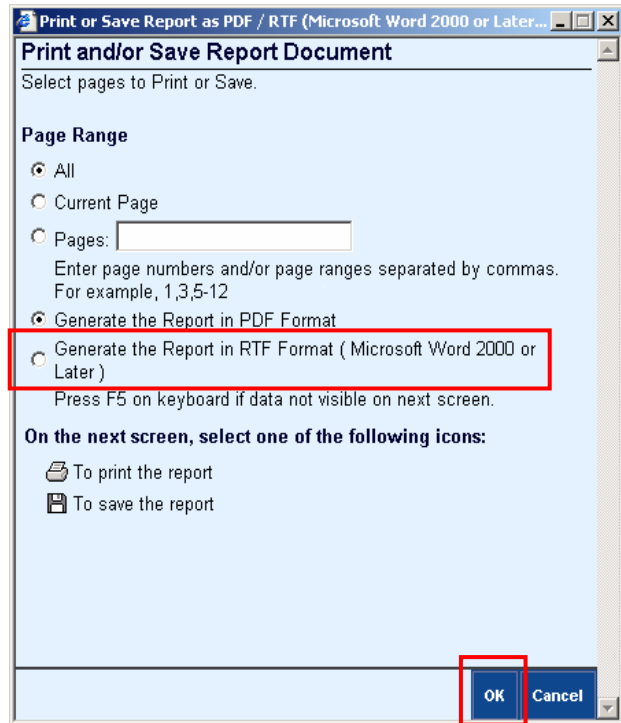 Print or Save Report as PDF / RTF (Microsoft Word 2000 or Later...
Print and/or Save Report Document
Select pages to Print or Save.
Page Range
All
Current Page
Pages:
Enter page numbers and/or page ranges separated by commas.
For example, 1,3,5-12
Generate the Report in PDF Format
Generate the Report in RTF Format ( Microsoft Word 2000 or
Later )
Press F5 on keyboard if data not visible on next screen.
On the next screen, select one of the following icons:
To print the report
To save the report
OK Cancel